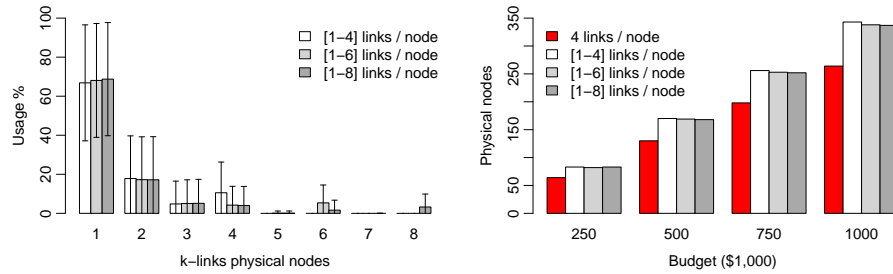 100
80
60
40
20
0
Usage %
[1−4] links / node
[1−6] links / node
[1−8] links / node
1 2 3 4 5 6 7 8
k−links physical nodes
350
250
150
50
0
Physical nodes
4 links / node
[1−4] links / node
[1−6] links / node
[1−8] links / node
250 500 750 1000
Budget ($1,000)